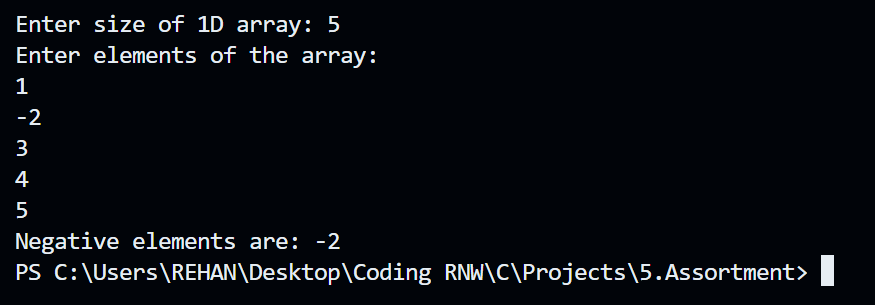 Enter size of 1D array: 5
Enter elements of the array:
1
-2
3
4
5
Negative elements are: -2
PS C:\Users\REHAN\Desktop\Coding RNW\C\Projects\5.Assortment>